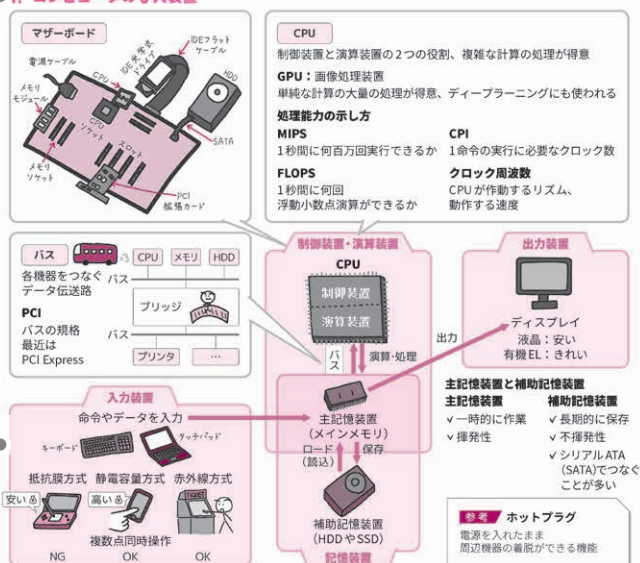 コンピュータの5大装置
マザーボード
IDEフラット
ケーブル
IDE光学式
ドライブ
HDD
電源ケーブル
CPU
メモリ
モジュール
CPU
ソケット
スロット
SATA
メモリ
ソケット
PCI
拡張カード
CPU
制御装置と演算装置の2つの役割、複雑な計算の処理が得意
GPU：画像処理装置
単純な計算の大量の処理が得意、ディープラーニングにも使われる
処理能力の示し方
MIPS
1秒間に何百万回実行できるか
CPI
1命令の実行に必要なクロック数
FLOPS
1秒間に何回
浮動小数点演算ができるか
クロック周波数
CPUが作動するリズム、
動作する速度
バス
各機器をつなぐ
データ伝送路
PCI
バスの規格
最近は
PCI Express
CPU
メモリ
HDD
バス
ブリッジ
バス
プリンタ
…
制御装置・演算装置
CPU
制御装置
演算装置
バス
演算・処理
出力
出力装置
ディスプレイ
液晶：安い
有機EL：きれい
入力装置
命令やデータを入力
キーボード
タッチパッド
抵抗膜方式
静電容量方式
赤外線方式
安い
高い
TICKET
複数点同時操作
NG
OK
OK
主記憶装置
（メインメモリ）
ロード
（読込）
保存
補助記憶装置
（HDDやSSD）
記憶装置
主記憶装置と補助記憶装置
主記憶装置
✓一時的に作業
✓揮発性
補助記憶装置
✓長期的に保存
✓不揮発性
✓シリアルATA
（SATA）でつなぐ
ことが多い
参考 ホットプラグ
電源を入れたまま
周辺機器の着脱ができる機能